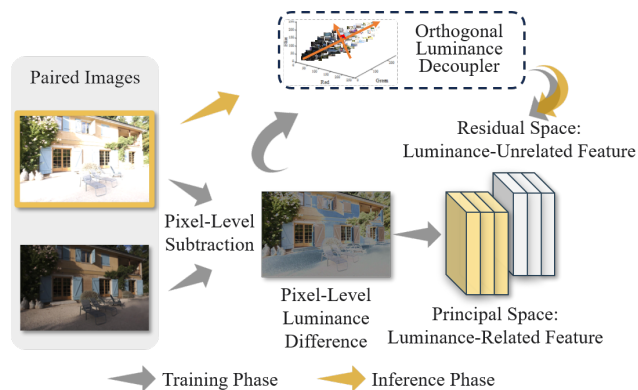 Orthogonal
Luminance
Decoupler
Blue
Red
Green
Paired Images
Residual Space:
Luminance-Unrelated Feature
Pixel-Level
Subtraction
Pixel-Level
Luminance
Difference
Principal Space:
Luminance-Related Feature
Training Phase
Inference Phase